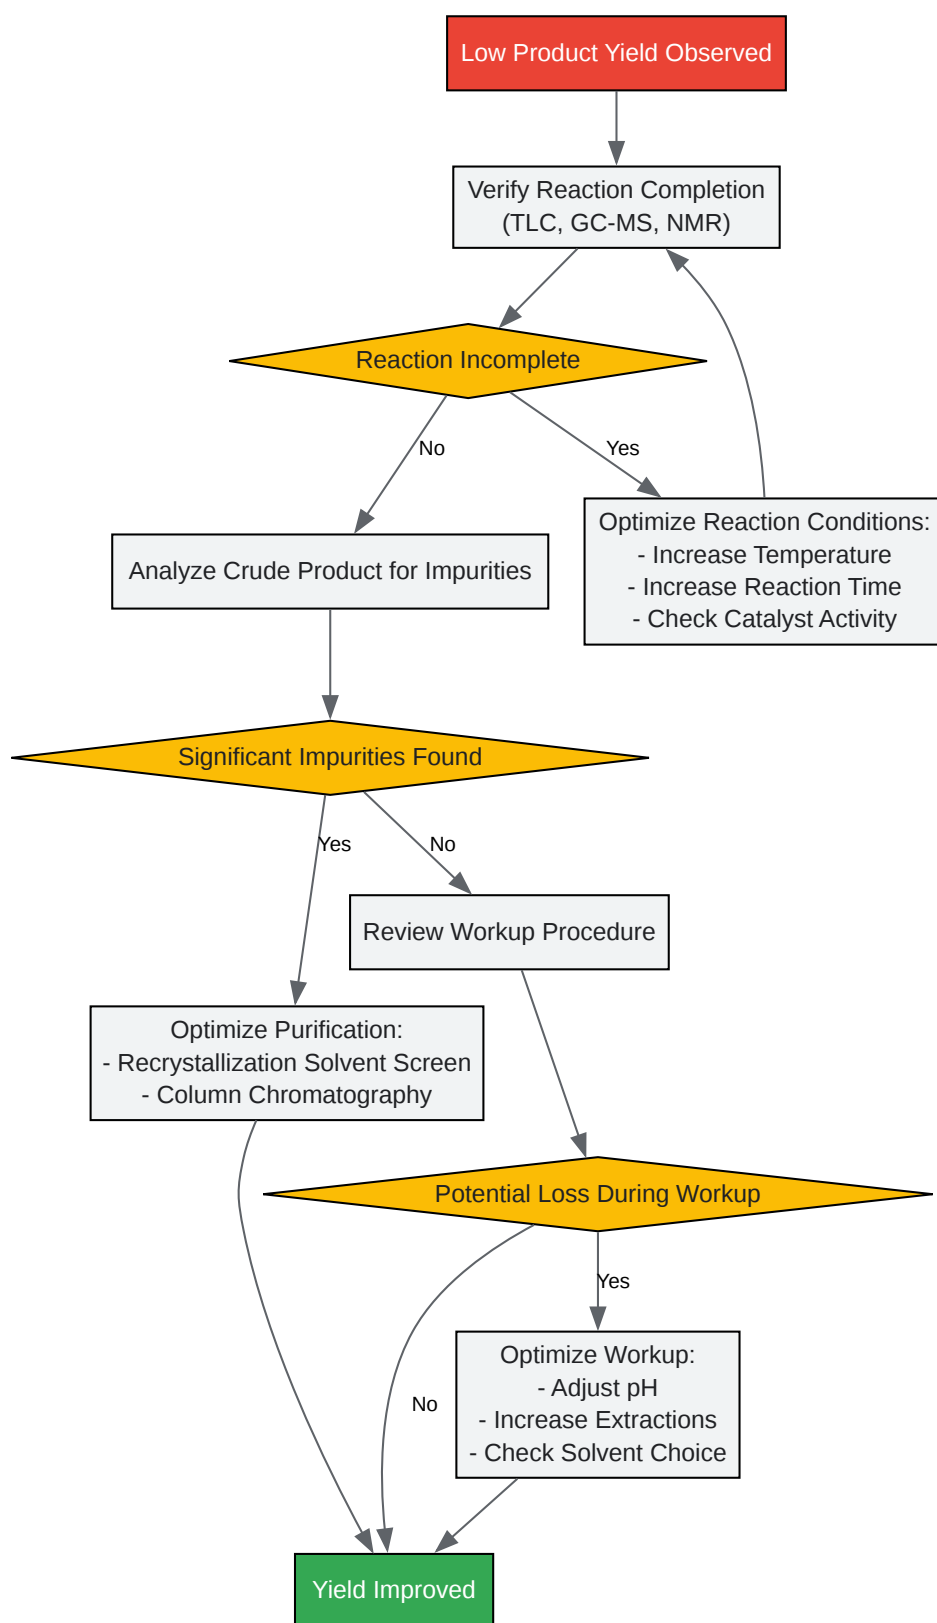 Low Product Yield Observed
Verify Reaction Completion
(TLC, GC-MS, NMR)
Reaction Incomplete
No
Yes
Optimize Reaction Conditions:
- Increase Temperature
- Increase Reaction Time
- Check Catalyst Activity
Analyze Crude Product for Impurities
Significant Impurities Found
Yes
No
Review Workup Procedure
Optimize Purification:
- Recrystallization Solvent Screen
- Column Chromatography
Potential Loss During Workup
Yes
No
Optimize Workup:
- Adjust pH
- Increase Extractions
- Check Solvent Choice
Yield Improved